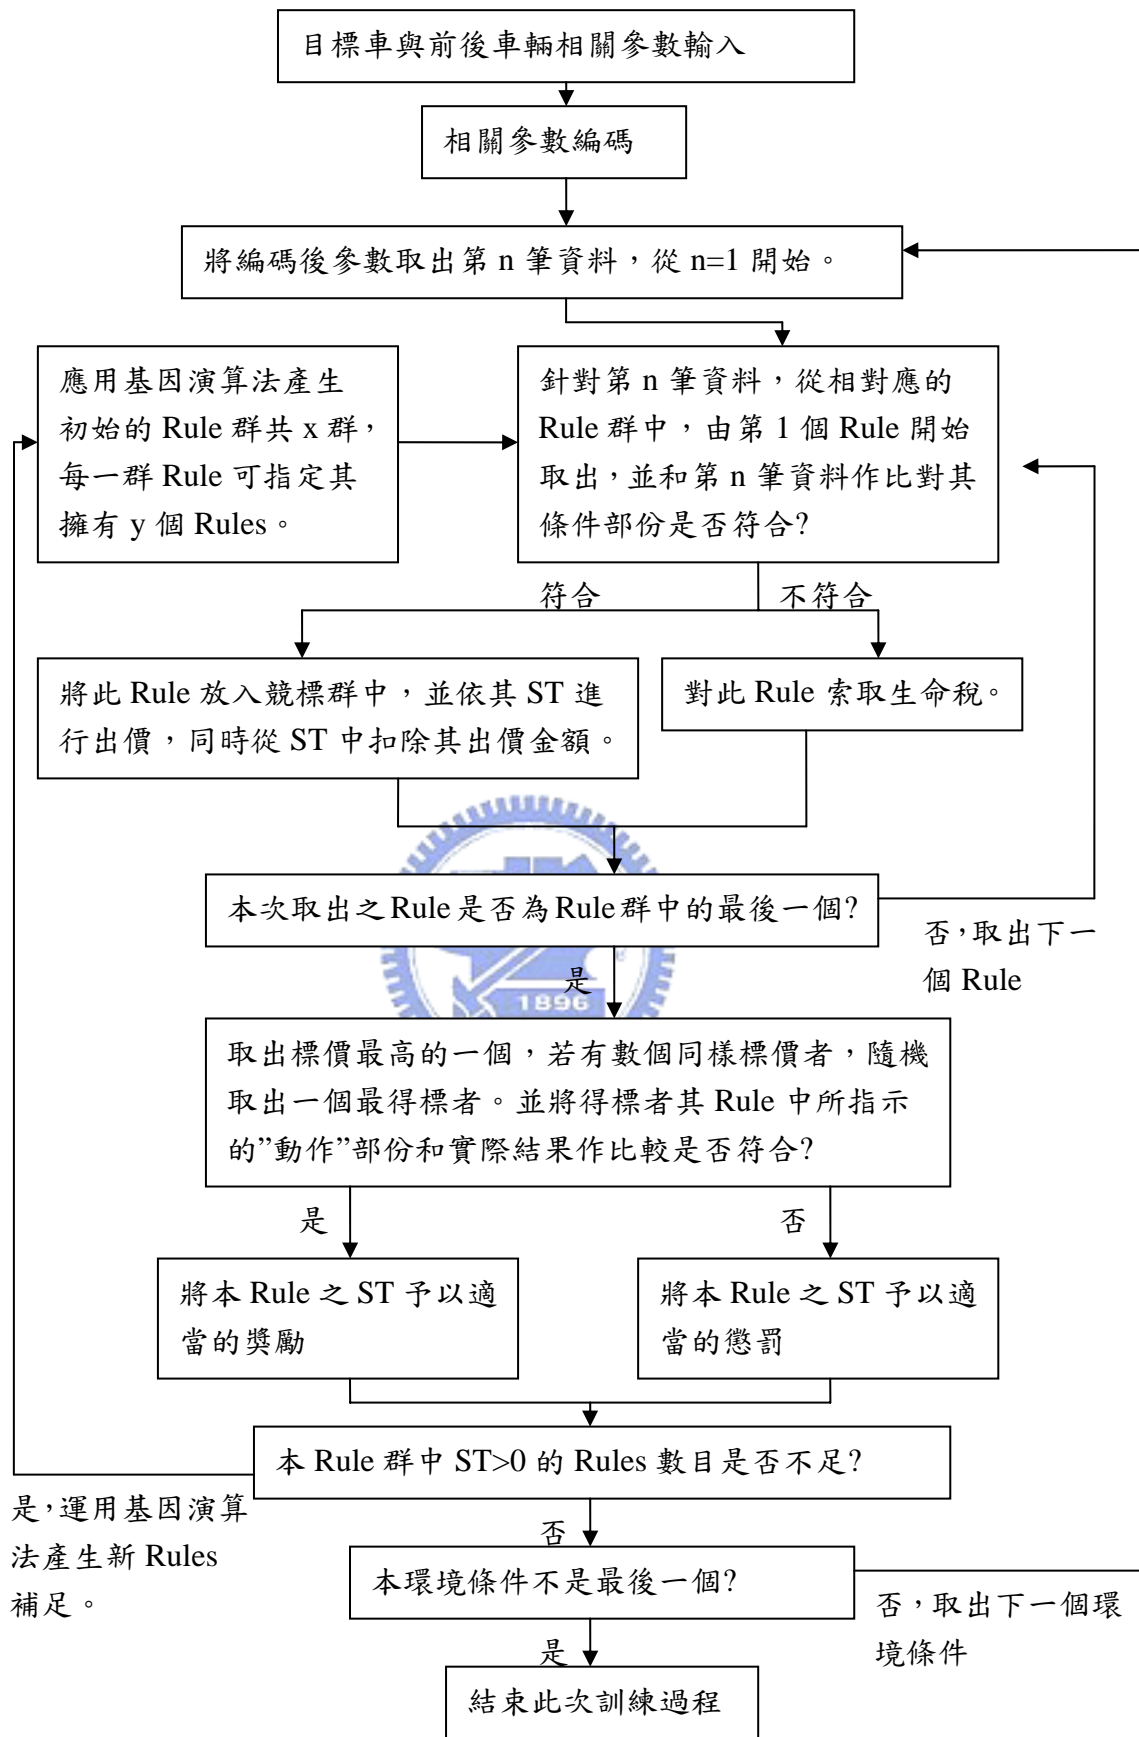 目標車與前後車輛相關參數輸入
相關參數編碼
將編碼後參數取出第 n 筆資料，從 n=1 開始。
應用基因演算法產生
初始的 Rule 群共 x 群，
每一群 Rule 可指定其
擁有 y 個 Rules。
針對第 n 筆資料，從相對應的
Rule 群中，由第 1 個 Rule 開始
取出，並和第 n 筆資料作比對其
條件部份是否符合?
符合
不符合
將此 Rule 放入競標群中，並依其 ST 進
行出價，同時從 ST 中扣除其出價金額。
對此 Rule 索取生命稅。
本次取出之 Rule 是否為 Rule 群中的最後一個?
否，取出下一
個 Rule
是
1896
取出標價最高的一個，若有數個同樣標價者，隨機
取出一個最得標者。並將得標者其 Rule 中所指示
的”動作”部份和實際結果作比較是否符合?
是
否
將本 Rule 之 ST 予以適
當的獎勵
將本 Rule 之 ST 予以適
當的懲罰
本 Rule 群中 ST>0 的 Rules 數目是否不足?
是，運用基因演算
法產生新 Rules
補足。
否
本環境條件不是最後一個?
否，取出下一個環
境條件
是
結束此次訓練過程